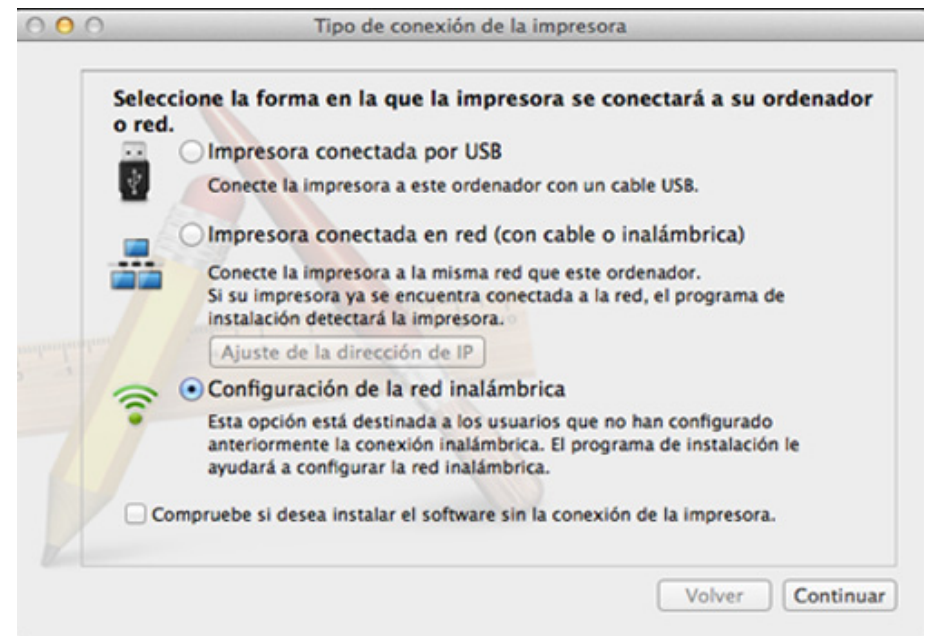 Tipo de conexión de la impresora
Seleccione la forma en la que la impresora se conectará a su ordenador
o red.
Impresora conectada por USB
Conecte la impresora a este ordenador con un cable USB.
Impresora conectada en red (con cable o inalámbrica)
Conecte la impresora a la misma red que este ordenador.
Si su impresora ya se encuentra conectada a la red, el programa de
instalación detectará la impresora.
Ajuste de la dirección de IP
Configuración de la red inalámbrica
Esta opción está destinada a los usuarios que no han configurado
anteriormente la conexión inalámbrica. El programa de instalación le
ayudará a configurar la red inalámbrica.
Compruebe si desea instalar el software sin la conexión de la impresora.
Volver
Continuar